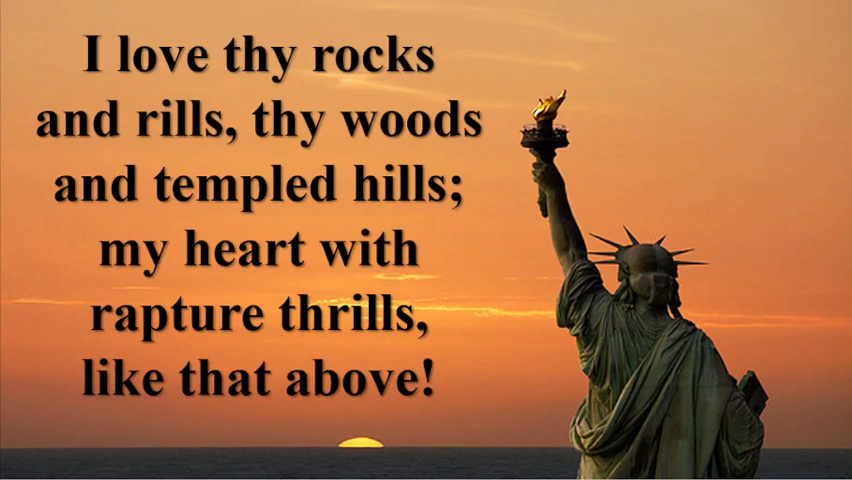 I love thy rocks
and rills, thy woods
and templed hills;
my heart with
rapture thrills,
like that above!